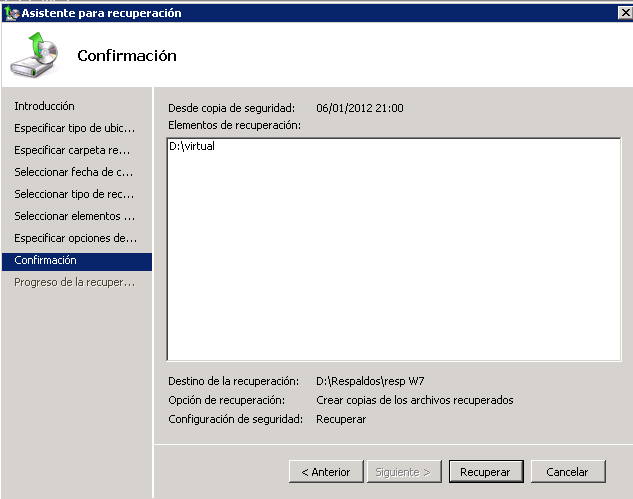 Asistente para recuperación
Confirmación
Introducción
Especificar tipo de ubic...
Especificar carpeta re...
Seleccionar fecha de c...
Seleccionar tipo de rec...
Seleccionar elementos ...
Especificar opciones de...
Confirmación
Progreso de la recuper...
Desde copia de seguridad: 06/01/2012 21:00
Elementos de recuperación:
D:\virtual
Destino de la recuperación: D:\Respaldos\resp W7
Opción de recuperación: Crear copias de los archivos recuperados
Configuración de seguridad: Recuperar
< Anterior Siguiente > Recuperar Cancelar